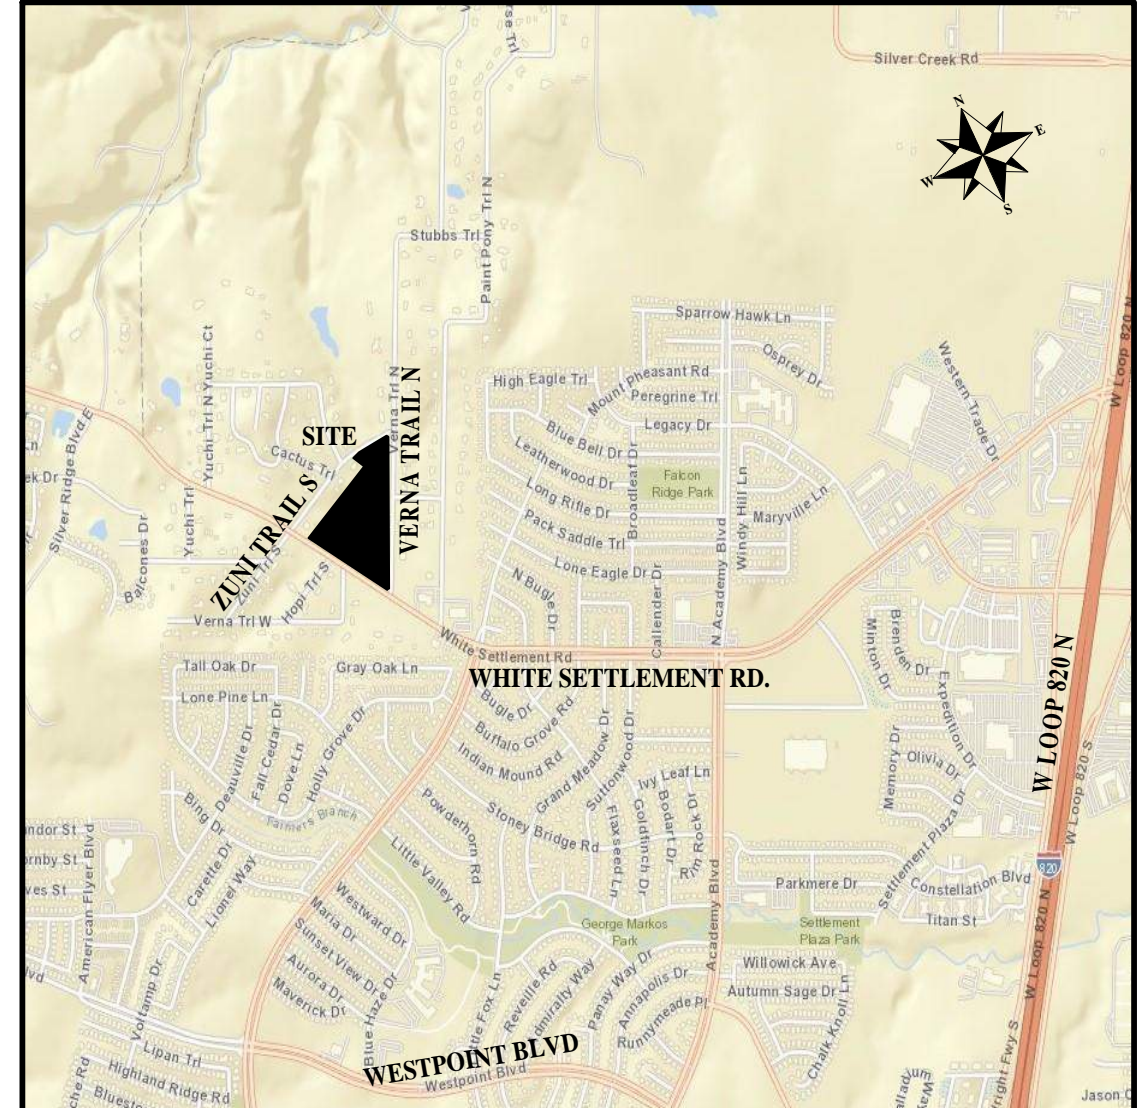 Silver Creek Rd
N
E
W
S
Stubbs Trl
Paint Pony Trl N
W Loop 820 N
Sparrow Hawk Ln
Osprey Dr
Western Trade Dr
Yuchi Trl N Yuchi Ct
High Eagle Trl
Mount Pheasant Rd
Peregrine Trl
Verna Trl N
VERNA TRAIL N
Legacy Dr
Blue Bell Dr
Broadleaf Dr
SITE
Cactus Trl
Leatherwood Dr
Falcon
Ridge Park
Windy Hill Ln
Long Rifle Dr
Maryville Ln
Silver Ridge Blvd E
Yuchi Trl
Balcones Dr
ZUNI TRAIL S
Zuni Trl S
Hopi Trl S
Pack Saddle Trl
Lone Eagle Dr
N Bugle Dr
Callender Dr
N Academy Blvd
Verna Trl W
White Settlement Rd
WHITE SETTLEMENT RD.
Minton Dr
Brenden Dr
Expedition Dr
W LOOP 820 N
W Loop 820 S
Tall Oak Dr
Gray Oak Ln
Lone Pine Ln
Bugle Dr
Buffalo Grove Rd
Indian Mound Rd
Grand Meadow Dr
Suttonwood Dr
Deauville Dr
Fall Cedar Dr
Dove Ln
Holly Grove Dr
Memory Dr
Olivia Dr
Ivy Leaf Ln
Bing Dr
Farmers Branch
Powderhorn Rd
Stoney Bridge Rd
Flaxseed Ln
Goldfinch Dr
Bodart Dr
Rim Rock Dr
Settlement Plaza Dr
Carette Dr
Lionel Way
American Flyer Blvd
Little Valley Rd
Academy Blvd
Parkmere Dr
Constellation Blvd
820
Titan St
Westward Dr
Maria Dr
Sunset View Dr
Aurora Dr
Maverick Dr
George Markos
Park
Settlement
Plaza Park
W Loop 820 N
Voltamp Dr
Blue Haze Dr
Reveille Rd
Panay Way Dr
Annapolis Dr
Runnymeade Pl
Willowick Ave
Autumn Sage Dr
Chalk Knoll Ln
Lipan Trl
WESTPOINT BLVD
Westpoint Blvd
Highland Ridge Rd